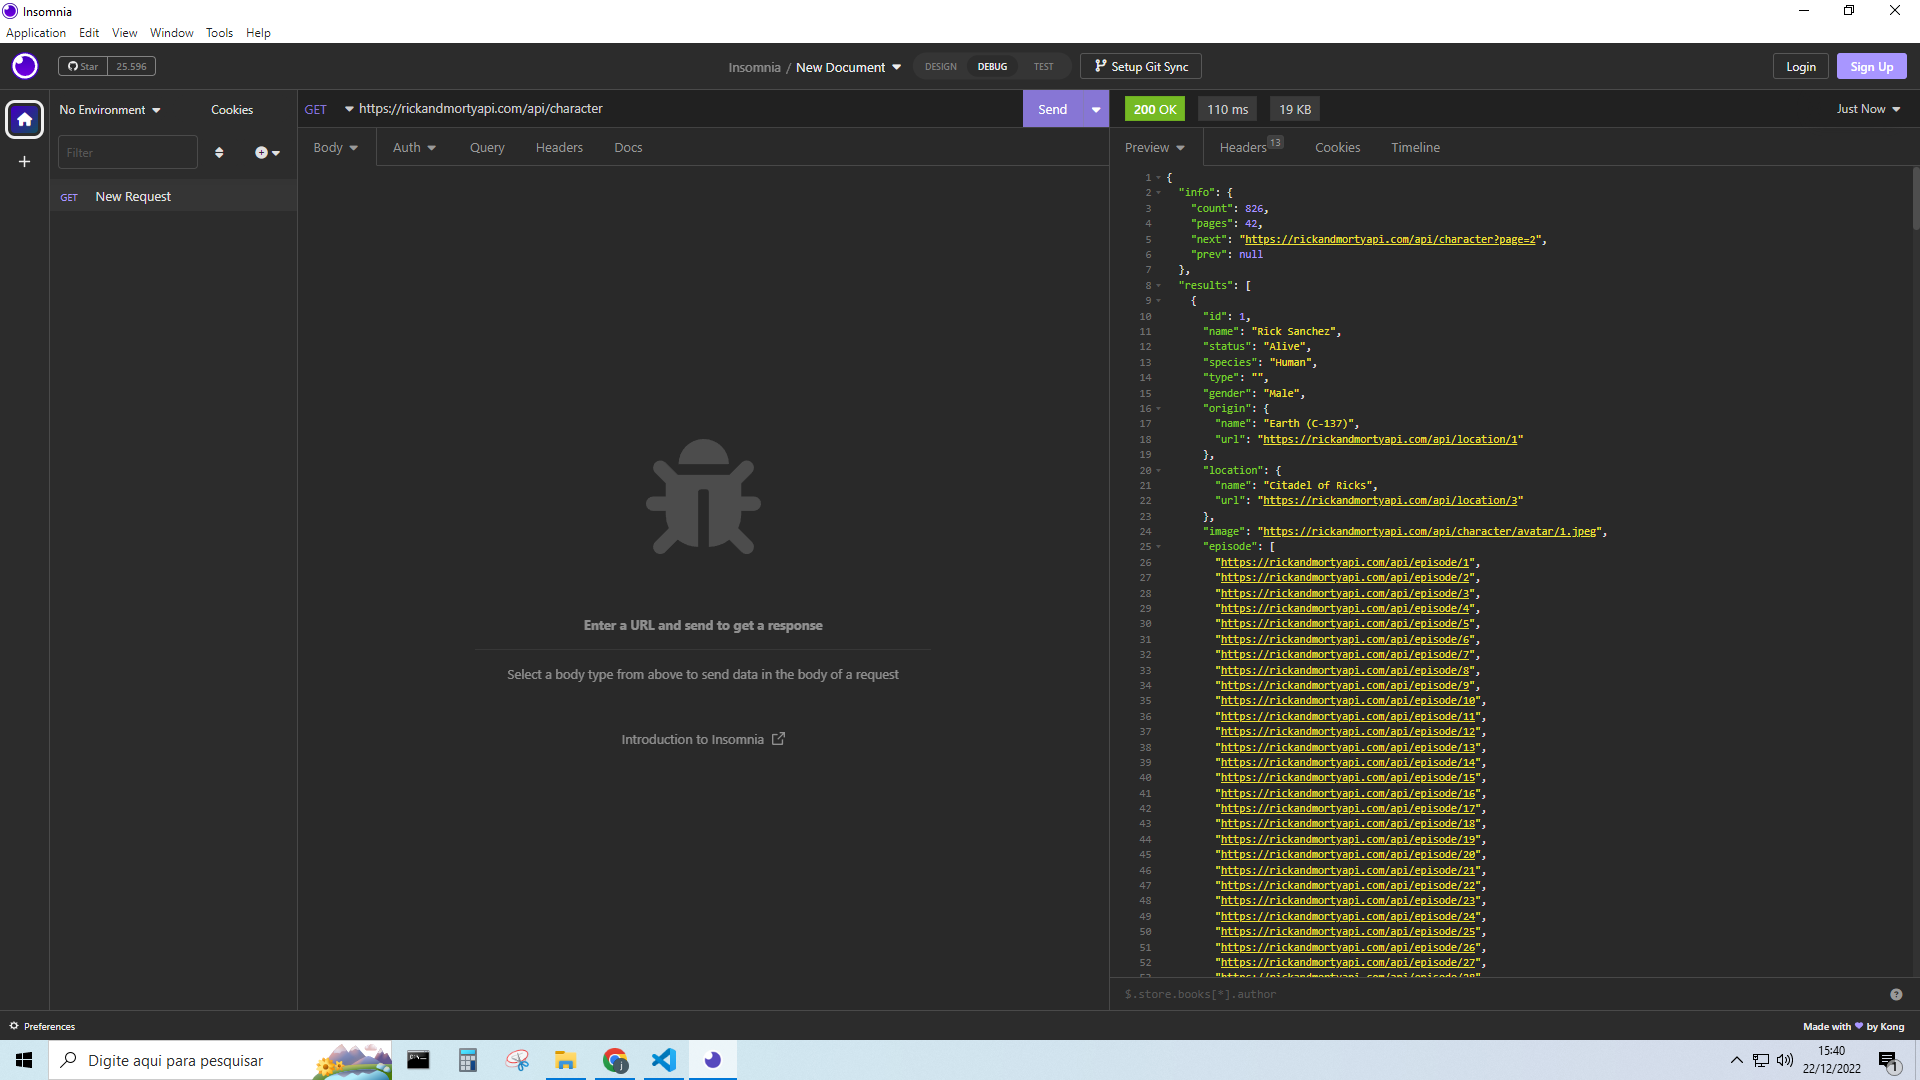 Insomnia
Application Edit View Window Tools Help
Star 25.596
Insomnia / New Document
DESIGN DEBUG TEST
Setup Git Sync
Login
Sign Up
No Environment
Cookies
GET https://rickandmortyapi.com/api/character
Send
200 OK
110 ms
19 KB
Just Now
Filter
Body Auth Query Headers Docs
Preview Headers 13 Cookies Timeline
GET New Request
Enter a URL and send to get a response
Select a body type from above to send data in the body of a request
Introduction to Insomnia
1 {
2 "info": {
3 "count": 826,
4 "pages": 42,
5 "next": "https://rickandmortyapi.com/api/character?page=2",
6 "prev": null
7 },
8 "results": [
9 {
10 "id": 1,
11 "name": "Rick Sanchez",
12 "status": "Alive",
13 "species": "Human",
14 "type": "",
15 "gender": "Male",
16 "origin": {
17 "name": "Earth (C-137)",
18 "url": "https://rickandmortyapi.com/api/location/1"
19 },
20 "location": {
21 "name": "Citadel of Ricks",
22 "url": "https://rickandmortyapi.com/api/location/3"
23 },
24 "image": "https://rickandmortyapi.com/api/character/avatar/1.jpeg",
25 "episode": [
26 "https://rickandmortyapi.com/api/episode/1",
27 "https://rickandmortyapi.com/api/episode/2",
28 "https://rickandmortyapi.com/api/episode/3",
29 "https://rickandmortyapi.com/api/episode/4",
30 "https://rickandmortyapi.com/api/episode/5",
31 "https://rickandmortyapi.com/api/episode/6",
32 "https://rickandmortyapi.com/api/episode/7",
33 "https://rickandmortyapi.com/api/episode/8",
34 "https://rickandmortyapi.com/api/episode/9",
35 "https://rickandmortyapi.com/api/episode/10",
36 "https://rickandmortyapi.com/api/episode/11",
37 "https://rickandmortyapi.com/api/episode/12",
38 "https://rickandmortyapi.com/api/episode/13",
39 "https://rickandmortyapi.com/api/episode/14",
40 "https://rickandmortyapi.com/api/episode/15",
41 "https://rickandmortyapi.com/api/episode/16",
42 "https://rickandmortyapi.com/api/episode/17",
43 "https://rickandmortyapi.com/api/episode/18",
44 "https://rickandmortyapi.com/api/episode/19",
45 "https://rickandmortyapi.com/api/episode/20",
46 "https://rickandmortyapi.com/api/episode/21",
47 "https://rickandmortyapi.com/api/episode/22",
48 "https://rickandmortyapi.com/api/episode/23",
49 "https://rickandmortyapi.com/api/episode/24",
50 "https://rickandmortyapi.com/api/episode/25",
51 "https://rickandmortyapi.com/api/episode/26",
52 "https://rickandmortyapi.com/api/episode/27",
$.store.books[*].author
Preferences
Made with by Kong
Digite aqui para pesquisar
15:40
22/12/2022
1